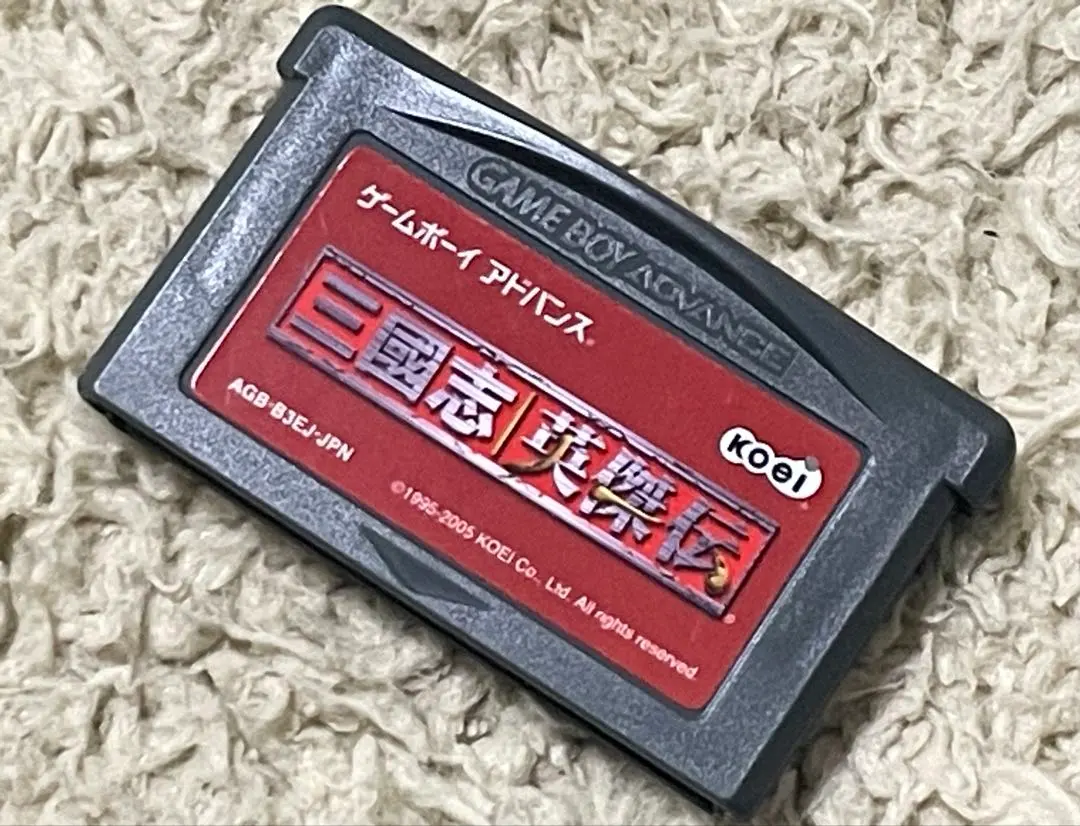 GAME BOY ADVANCE
ゲームボーイ アドバンス
三國志 英傑伝
KOEI
AGB-B3EJ-JPN
©1995-2005 KOEI Co., Ltd. All rights reserved.